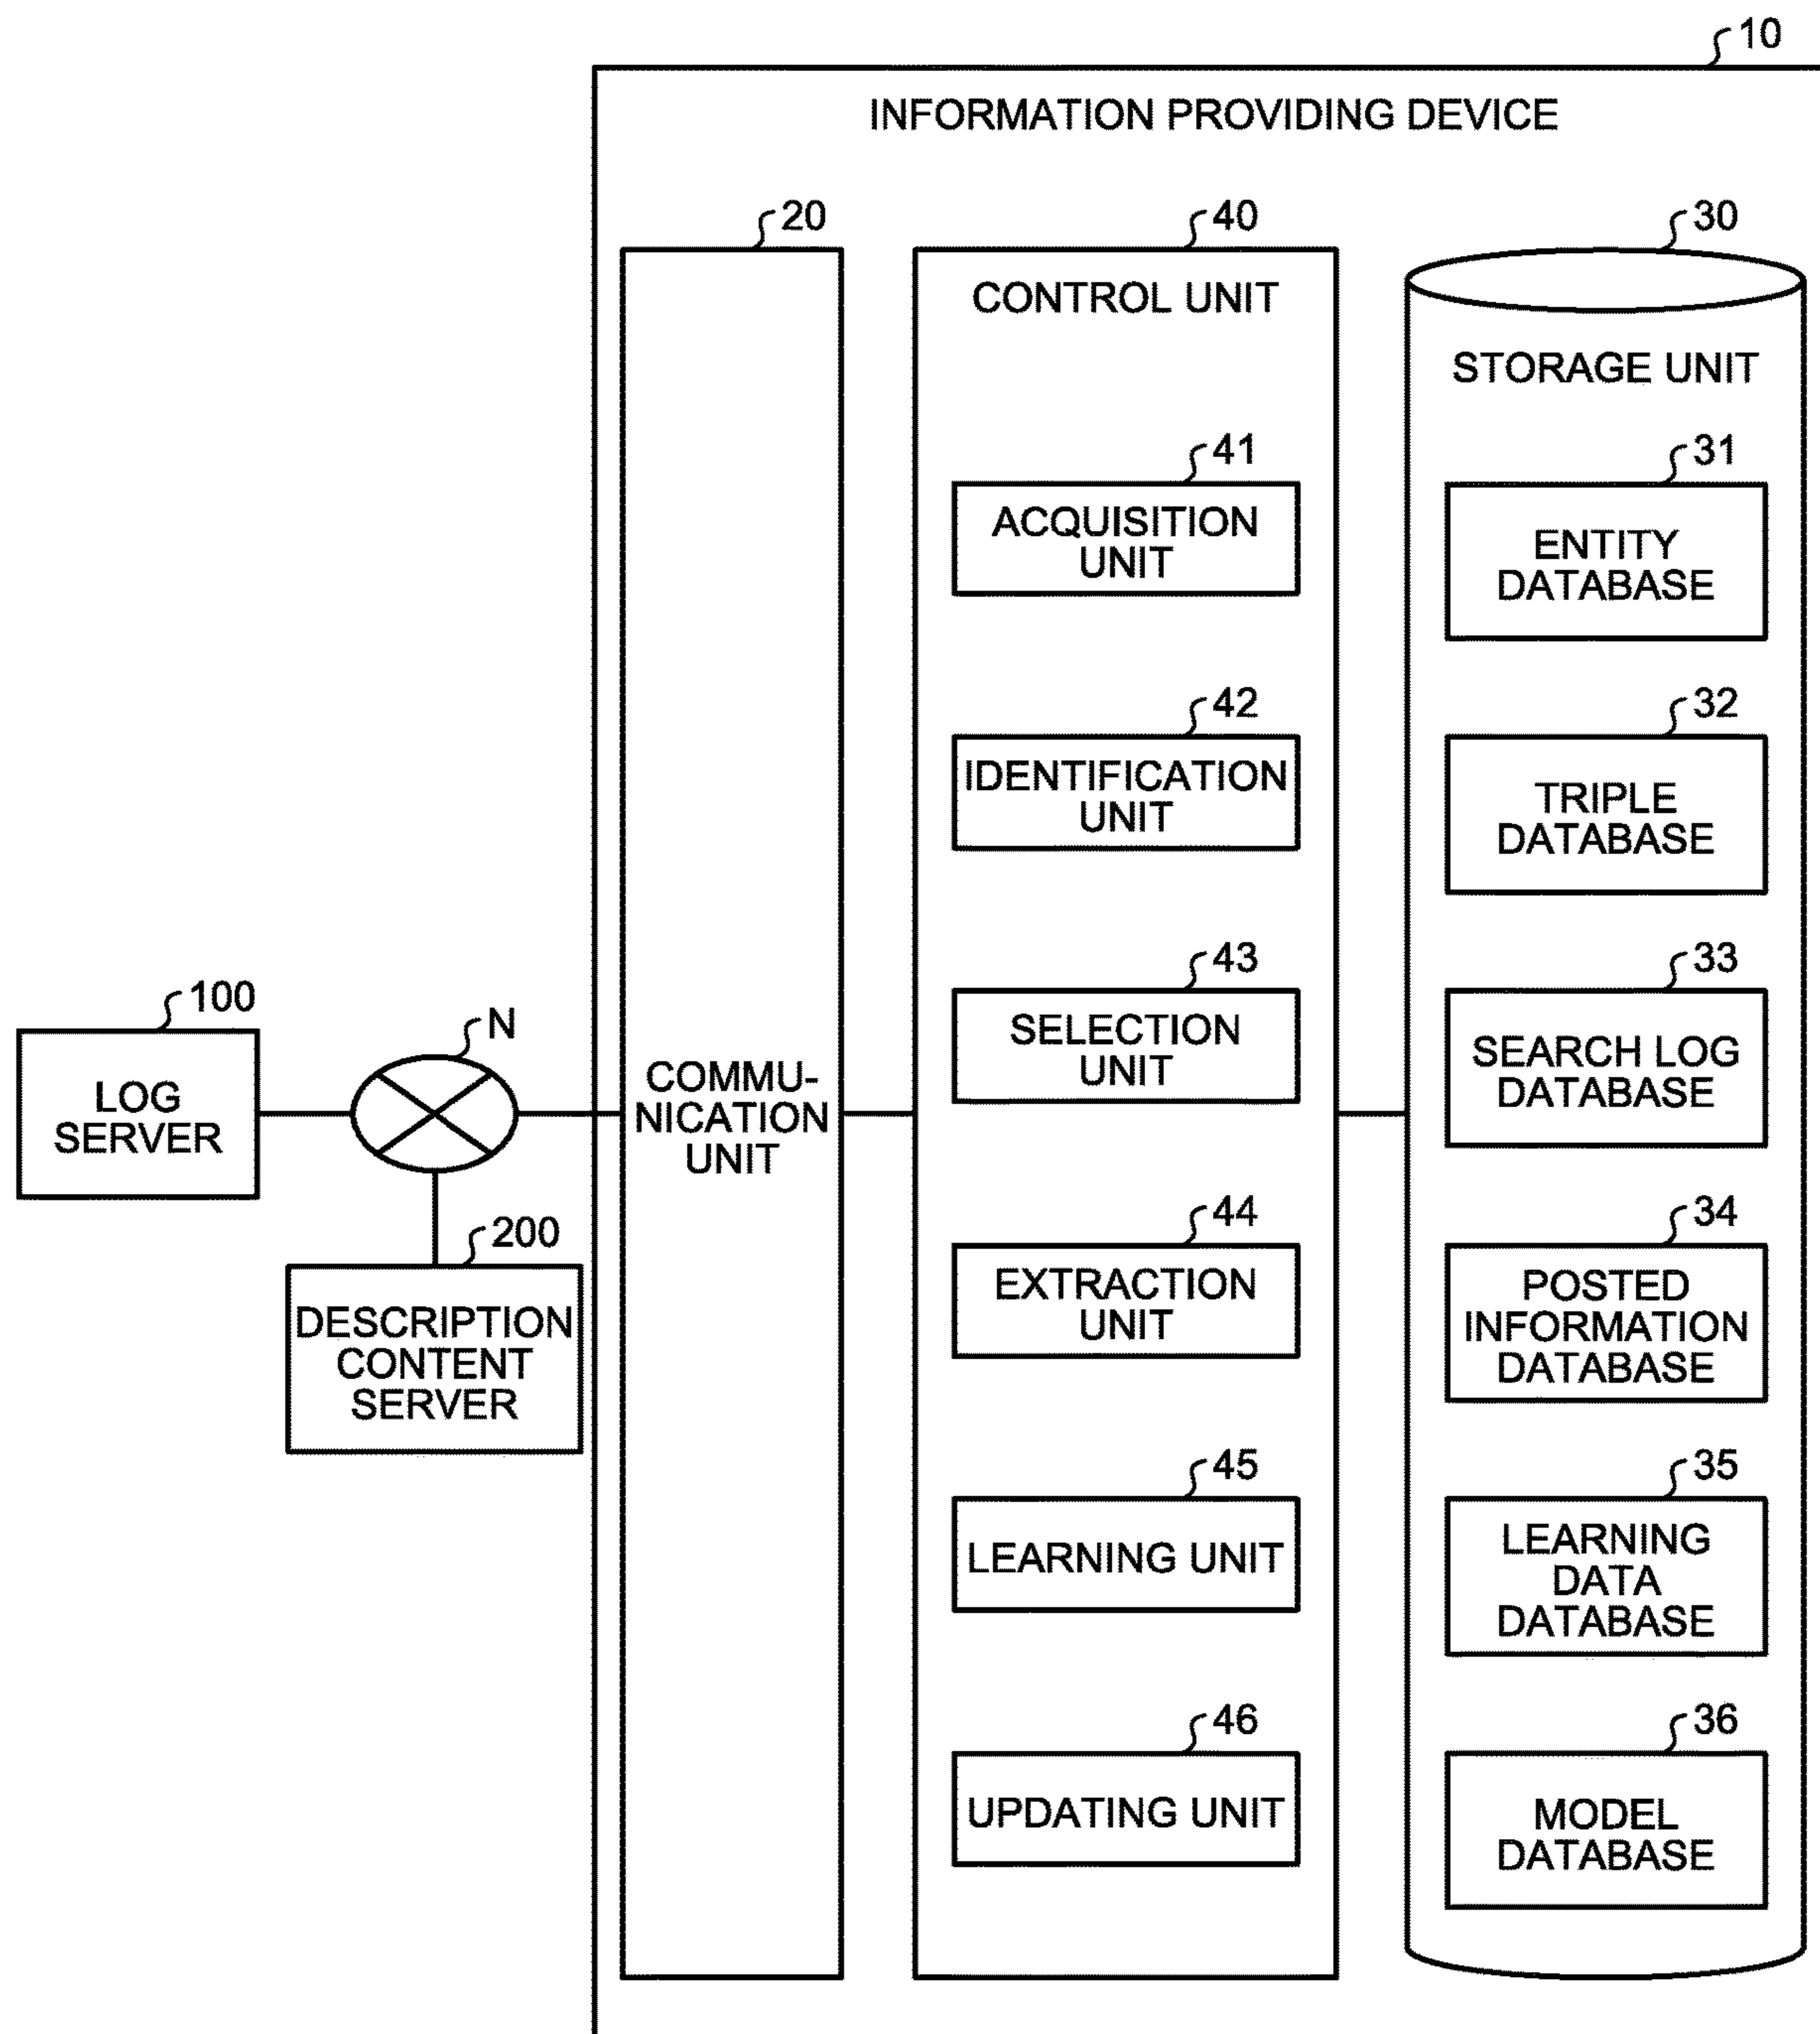 10
INFORMATION PROVIDING DEVICE
20
40
30
CONTROL UNIT
STORAGE UNIT
41
ACQUISITION
UNIT
31
ENTITY
DATABASE
42
IDENTIFICATION
UNIT
32
TRIPLE
DATABASE
43
SELECTION
UNIT
33
SEARCH LOG
DATABASE
100
LOG
SERVER
N
COMMU-
NICATION
UNIT
200
DESCRIPTION
CONTENT
SERVER
44
EXTRACTION
UNIT
34
POSTED
INFORMATION
DATABASE
45
LEARNING UNIT
35
LEARNING
DATA
DATABASE
46
UPDATING UNIT
36
MODEL
DATABASE